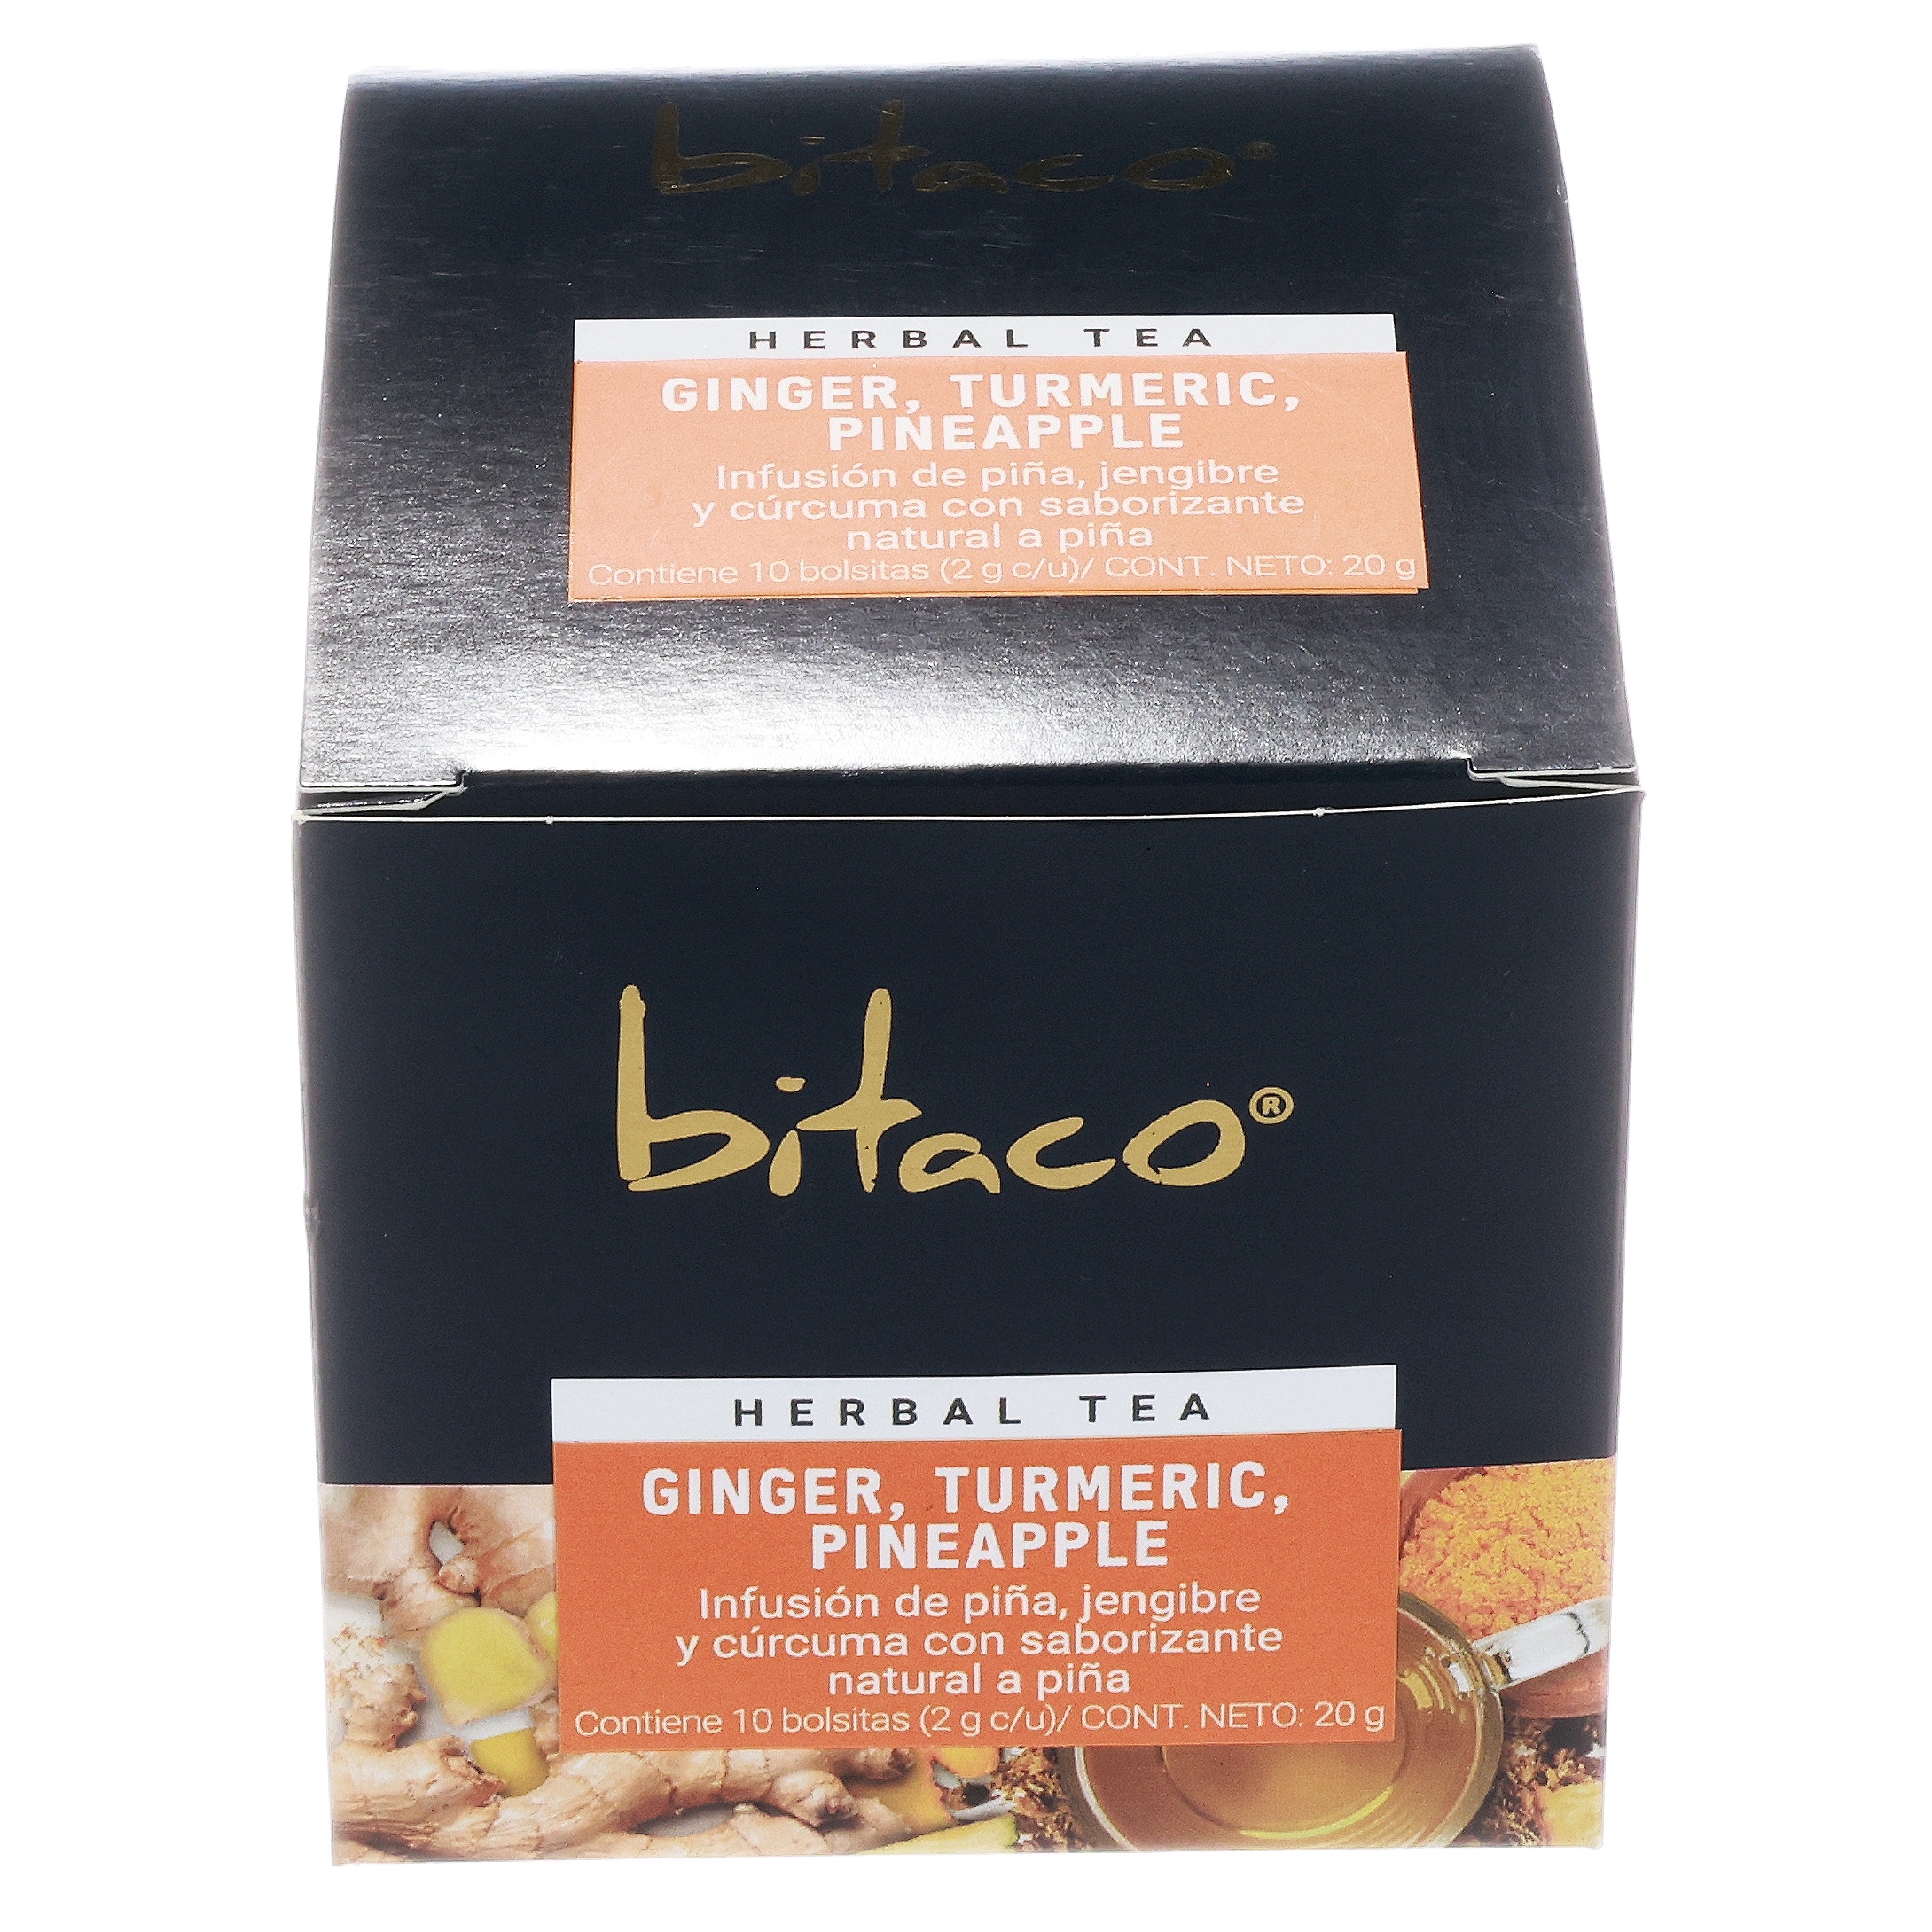 bitaco®
HERBAL TEA
GINGER, TURMERIC,
PINEAPPLE
Infusión de piña, jengibre
y cúrcuma con saborizante
natural a piña
Contiene 10 bolsitas (2 g c/u)/ CONT. NETO: 20 g
bitaco®
HERBAL TEA
GINGER, TURMERIC,
PINEAPPLE
Infusión de piña, jengibre
y cúrcuma con saborizante
natural a piña
Contiene 10 bolsitas (2 g c/u)/ CONT. NETO: 20 g